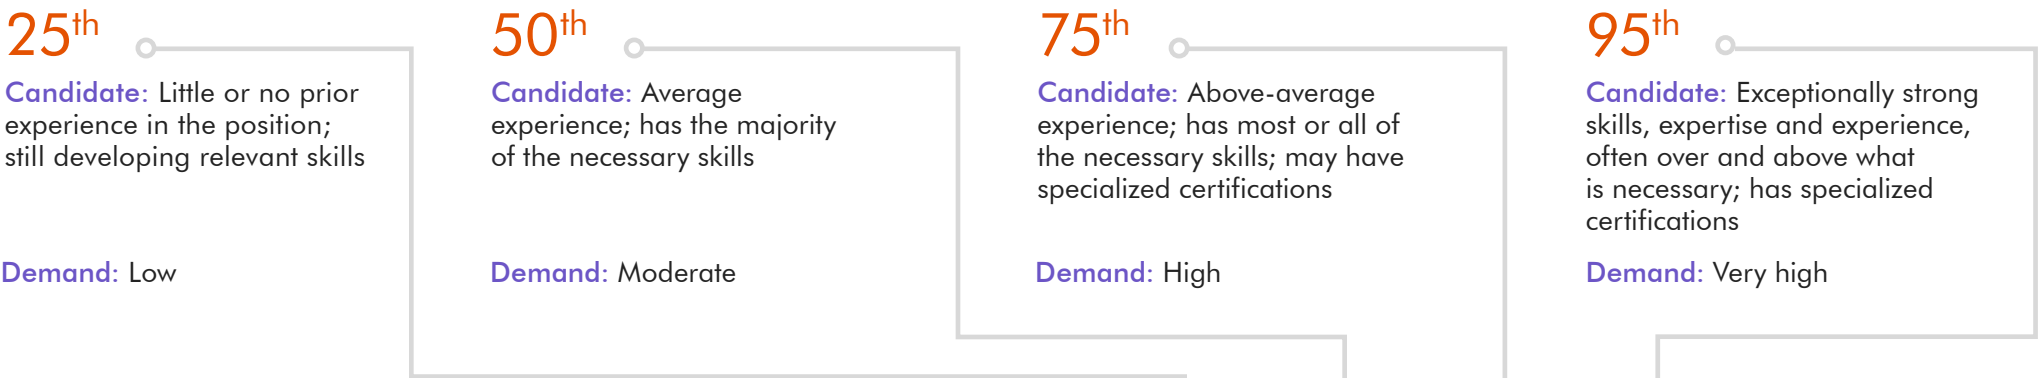 25th
Candidate: Little or no prior
experience in the position;
still developing relevant skills
Demand: Low
50th
Candidate: Average
experience; has the majority
of the necessary skills
Demand: Moderate
75th
Candidate: Above-average
experience; has most or all of
the necessary skills; may have
specialized certifications
Demand: High
95th
Candidate: Exceptionally strong
skills, expertise and experience,
often over and above what
is necessary; has specialized
certifications
Demand: Very high